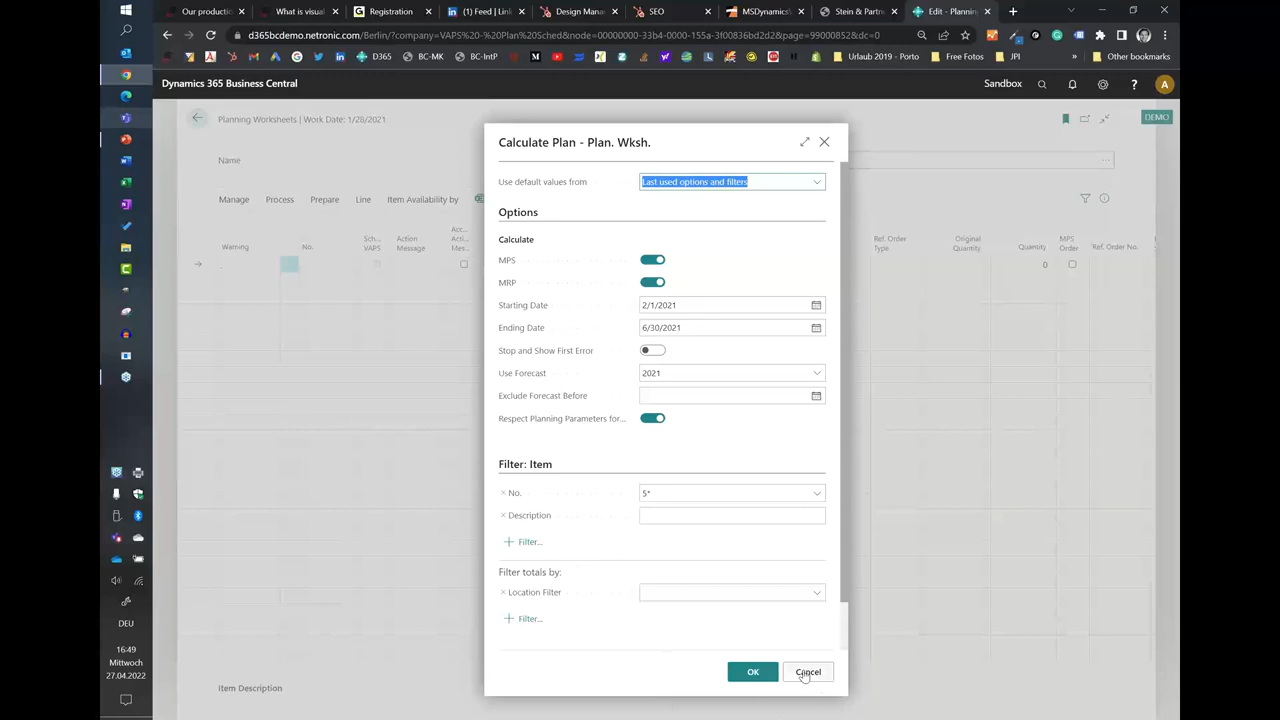 Our producti
What is visual
Registration
(1) Feed | Link
Design Mana
SEO
MSDynamics
Stein & Partn
Edit - Plannin
d365bcdemo.netronic.com/Berlin/?company=VAPS%20-%20Plan%20Sched&node=00000000-33b4-0000-155a-3f00836bd2d2&page=99000852&dc=0
D365
BC-MK
BC-IntP
Urlaub 2019 - Porto
Free Fotos
JPI
Other bookmarks
Dynamics 365 Business Central
Sandbox
A
Planning Worksheets | Work Date: 1/28/2021
DEMO
Name
Manage Process Prepare Line Item Availability by
Warning
No.
Sch...
VAPS
Action
Message
Acc...
Acti...
Mes...
Ref. Order
Type
Original
Quantity
Quantity
MPS
Order
Ref. Order No.
0
Item Description
Calculate Plan - Plan. Wksh.
Use default values from
Last used options and filters
Options
Calculate
MPS
MRP
Starting Date
2/1/2021
Ending Date
6/30/2021
Stop and Show First Error
Use Forecast
2021
Exclude Forecast Before
Respect Planning Parameters for...
Filter: Item
× No.
5*
× Description
+ Filter...
Filter totals by:
× Location Filter
+ Filter...
OK
Cancel
DEU
16:49
Mittwoch
27.04.2022